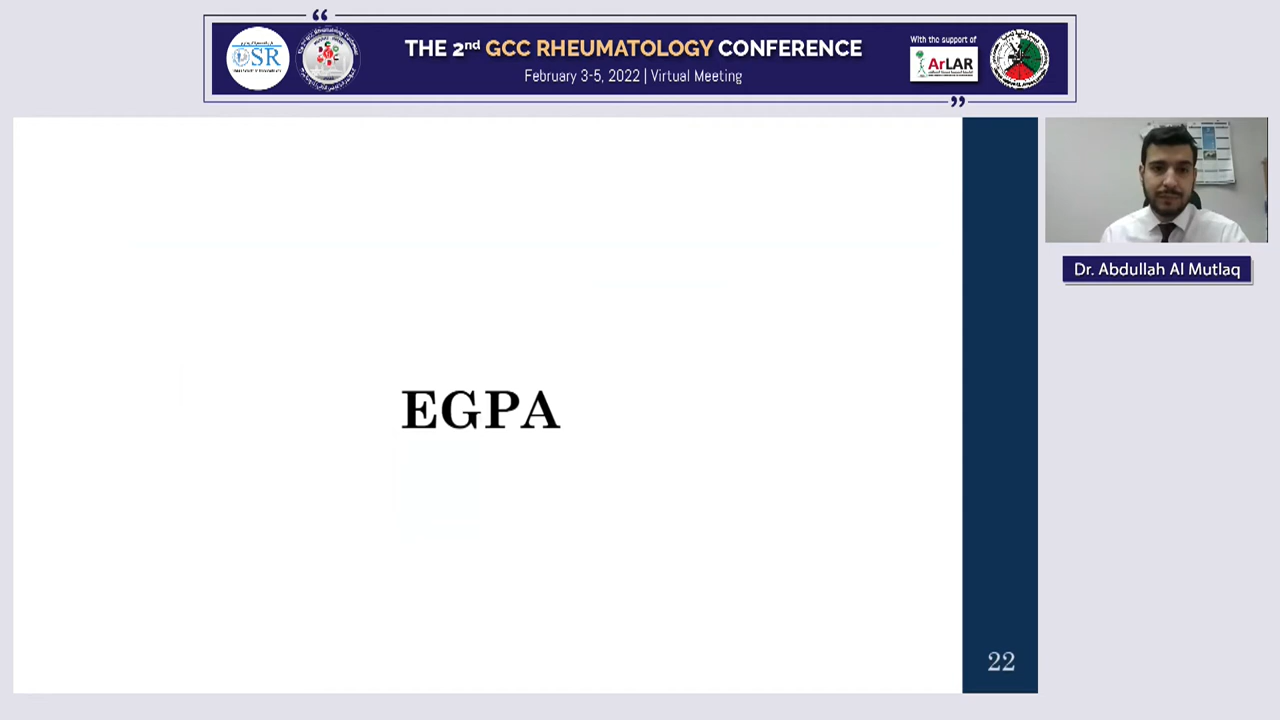 “
THE 2nd GCC RHEUMATOLOGY CONFERENCE
February 3-5, 2022 | Virtual Meeting
With the support of
ArLAR
”
Dr. Abdullah Al Mutlaq
EGPA
22